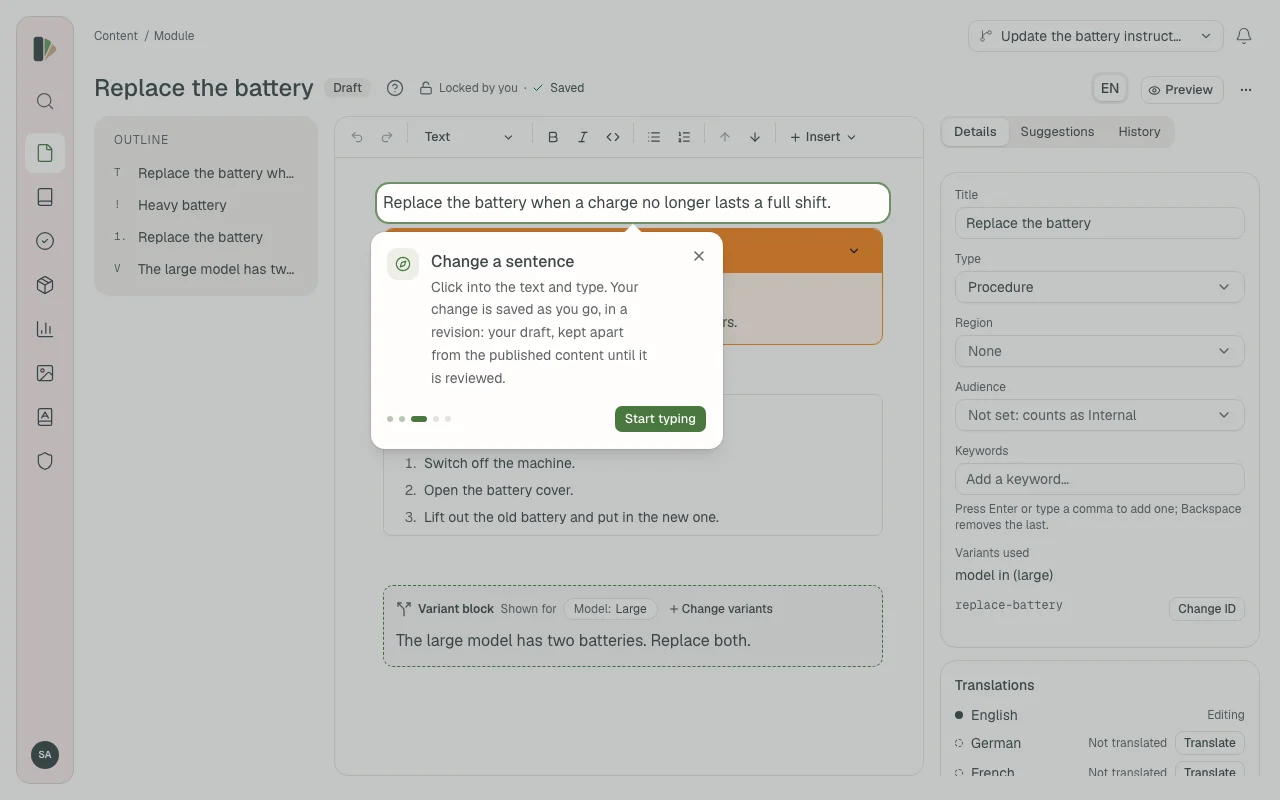 Content / Module
Update the battery instruct...
Replace the battery
Draft
Locked by you · Saved
EN
Preview
OUTLINE
T Replace the battery wh...
! Heavy battery
1. Replace the battery
V The large model has tw...
Text
B I
Insert
Replace the battery when a charge no longer lasts a full shift.
rs.
Change a sentence
Click into the text and type. Your
change is saved as you go, in a
revision: your draft, kept apart
from the published content until it
is reviewed.
Start typing
1. Switch off the machine.
2. Open the battery cover.
3. Lift out the old battery and put in the new one.
Variant block Shown for Model: Large + Change variants
The large model has two batteries. Replace both.
Details
Suggestions
History
Title
Replace the battery
Type
Procedure
Region
None
Audience
Not set: counts as Internal
Keywords
Add a keyword...
Press Enter or type a comma to add one; Backspace
removes the last.
Variants used
model in (large)
replace-battery
Change ID
Translations
English Editing
German Not translated Translate
French Not translated Translate
SA